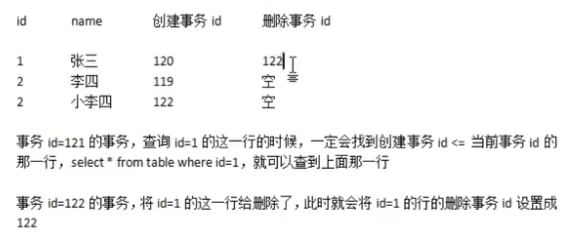 id name 创建事务 id 删除事务 id
1 张三 120 122
2 李四 119 空
2 小李四 122 空
事务 id=121 的事务，查询 id=1 的这一行的时候，一定会找到创建事务 id <= 当前事务 id 的
那一行，select * from table where id=1，就可以查到上面那一行
事务 id=122 的事务，将 id=1 的这一行给删除了，此时就会将 id=1 的行的删除事务 id 设置成
122